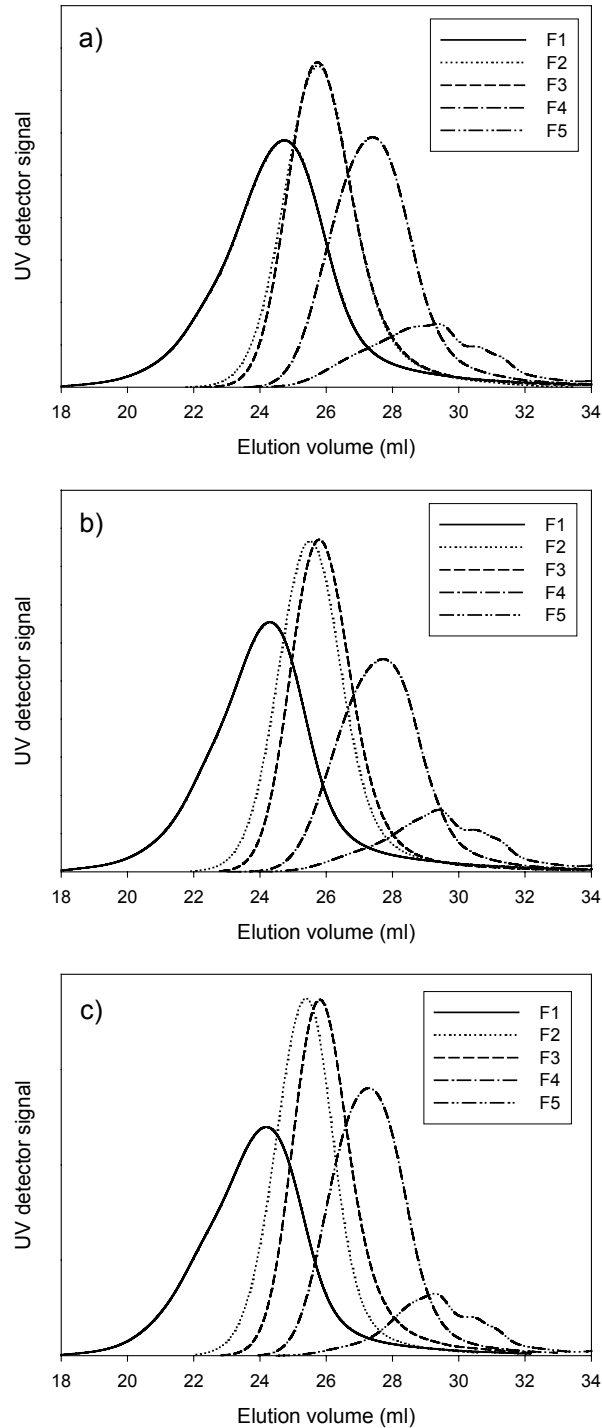 a)
F1
F2
F3
F4
F5
UV detector signal
18 20 22 24 26 28 30 32 34
Elution volume (ml)
b)
F1
F2
F3
F4
F5
UV detector signal
18 20 22 24 26 28 30 32 34
Elution volume (ml)
c)
F1
F2
F3
F4
F5
UV detector signal
18 20 22 24 26 28 30 32 34
Elution volume (ml)